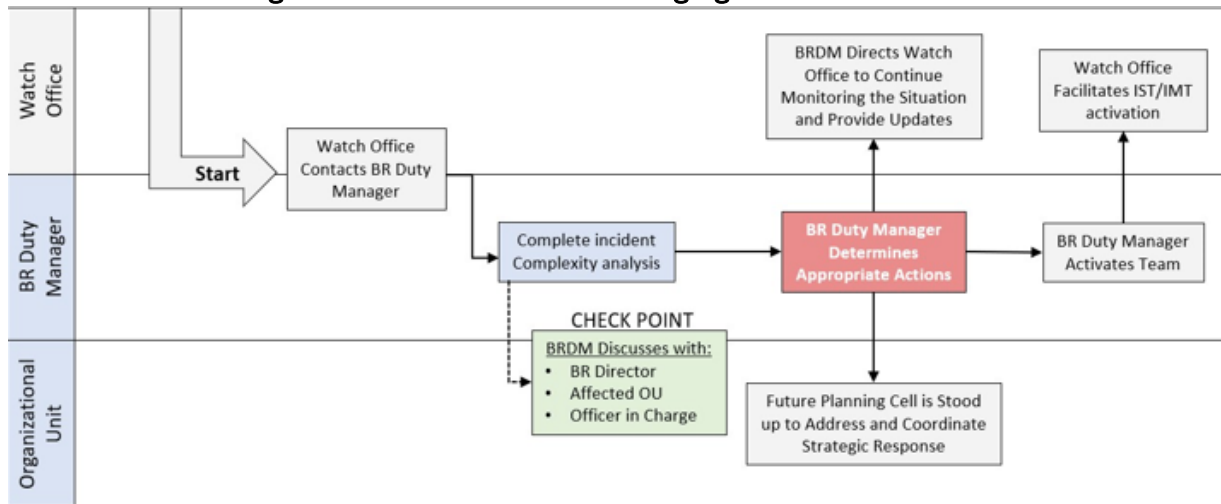 Watch
Office
BR Duty
Manager
Organizational
Unit
Start
Watch Office
Contacts BR Duty
Manager
Complete incident
Complexity analysis
CHECK POINT
BRDM Discusses with:
• BR Director
• Affected OU
• Officer in Charge
BRDM Directs Watch
Office to Continue
Monitoring the Situation
and Provide Updates
BR Duty Manager
Determines
Appropriate Actions
Future Planning Cell is Stood
up to Address and Coordinate
Strategic Response
Watch Office
Facilitates IST/IMT
activation
BR Duty Manager
Activates Team